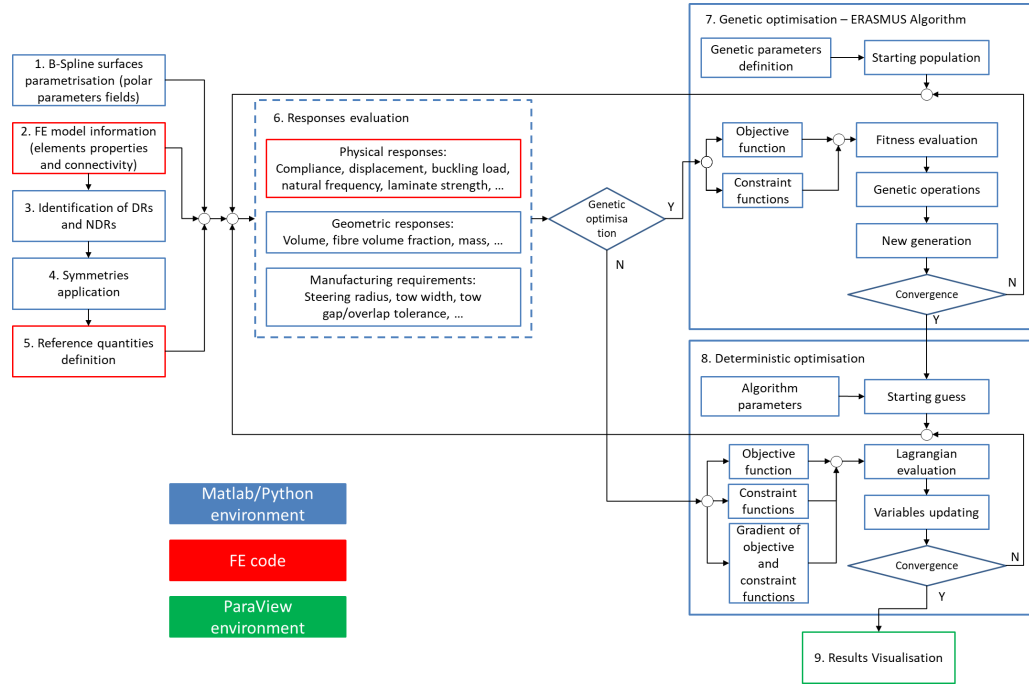 1. B-Spline surfaces
parametrisation (polar
parameters fields)
2. FE model information
(elements properties
and connectivity)
3. Identification of DRs
and NDRs
4. Symmetries
application
5. Reference quantities
definition
6. Responses evaluation
Physical responses:
Compliance, displacement, buckling load,
natural frequency, laminate strength, ...
Geometric responses:
Volume, fibre volume fraction, mass, ...
Manufacturing requirements:
Steering radius, tow width, tow
gap/overlap tolerance, ...
Genetic
optimisa
tion
Y
N
7. Genetic optimisation – ERASMUS Algorithm
Genetic parameters
definition
Starting population
Objective
function
Constraint
functions
Fitness evaluation
Genetic operations
New generation
Convergence
N
Y
8. Deterministic optimisation
Algorithm
parameters
Starting guess
Objective
function
Constraint
functions
Gradient of
objective
and
constraint
functions
Lagrangian
evaluation
Variables updating
Convergence
N
Y
9. Results Visualisation
Matlab/Python
environment
FE code
ParaView
environment